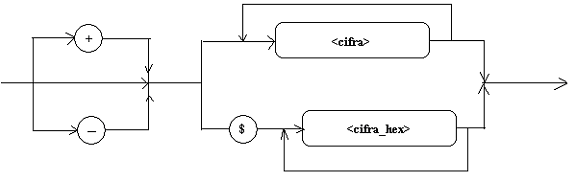 +
<cifra>
–
$
<cifra_hex>